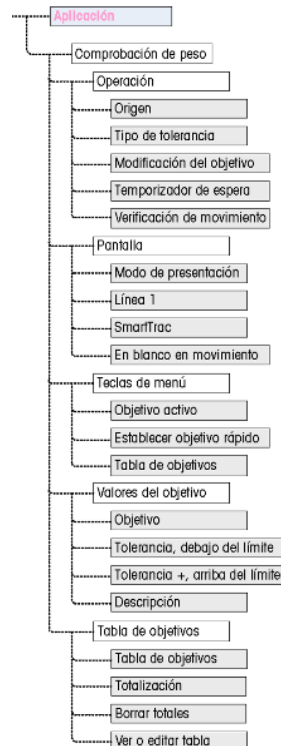 Aplicación
Comprobación de peso
Operación
Origen
Tipo de tolerancia
Modificación del objetivo
Temporizador de espera
Verificación de movimiento
Pantalla
Modo de presentación
Línea 1
SmartTrac
En blanco en movimiento
Teclas de menú
Objetivo activo
Establecer objetivo rápido
Tabla de objetivos
Valores del objetivo
Objetivo
Tolerancia, debajo del límite
Tolerancia +, arriba del límite
Descripción
Tabla de objetivos
Tabla de objetivos
Totalización
Borrar totales
Ver o editar tabla